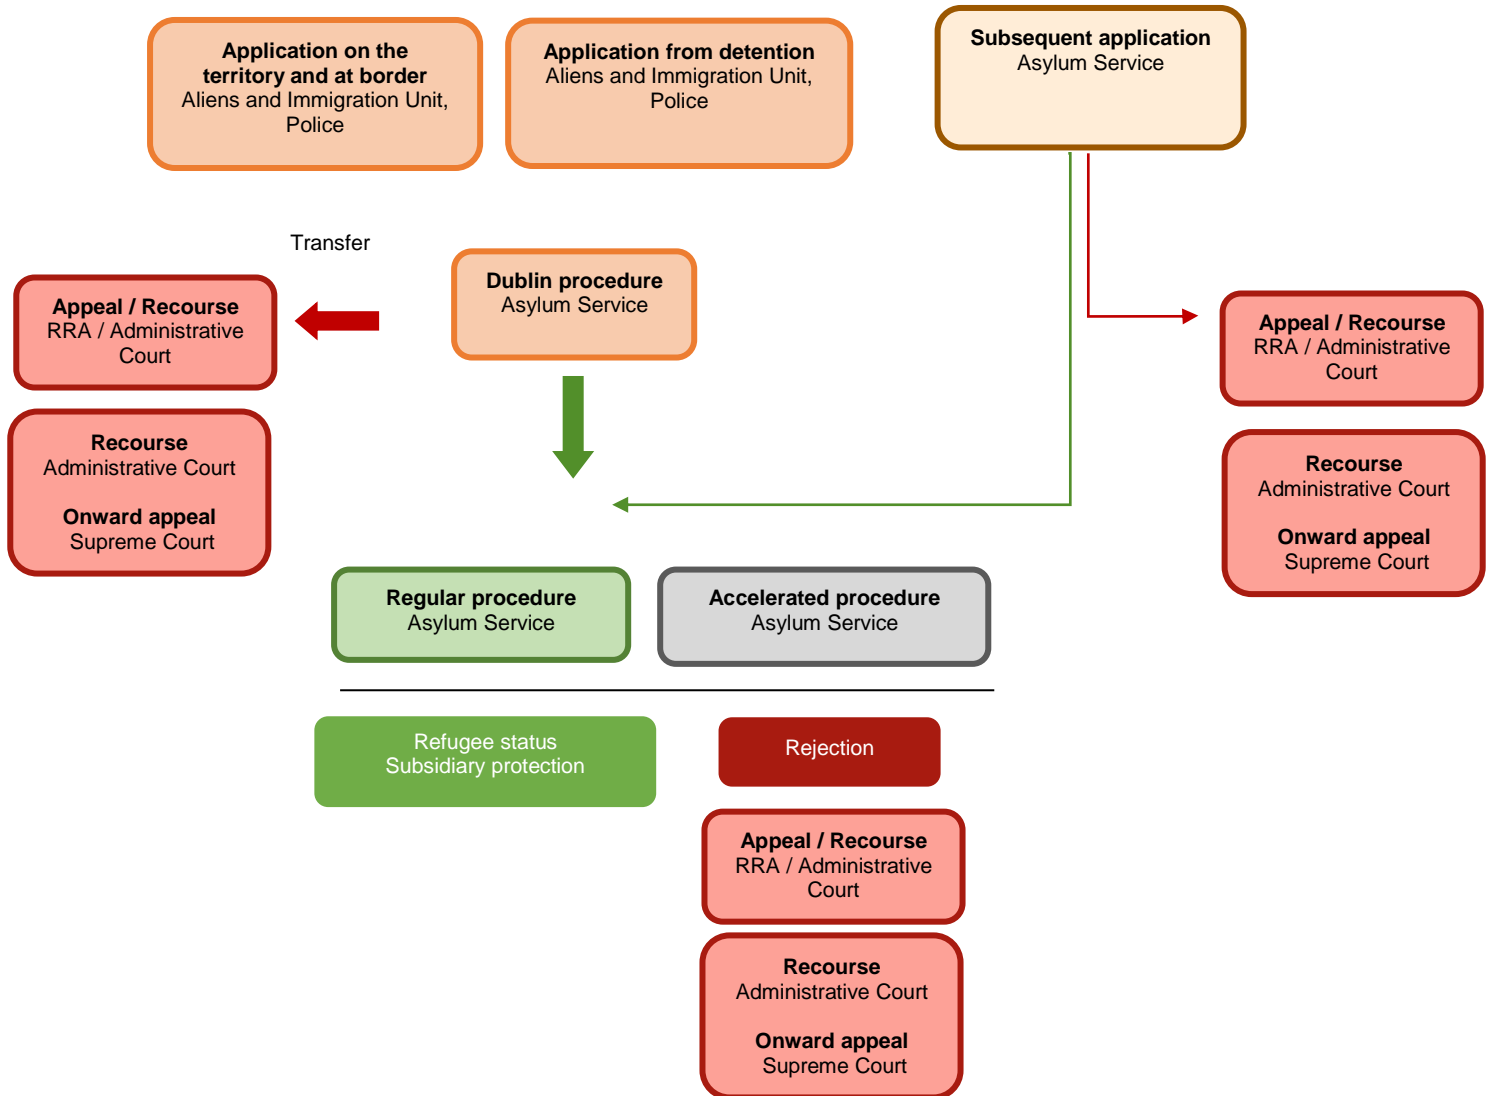 Application on the
territory and at border
Aliens and Immigration Unit,
Police
Application from detention
Aliens and Immigration Unit,
Police
Subsequent application
Asylum Service
Transfer
Dublin procedure
Asylum Service
Appeal / Recourse
RRA / Administrative
Court
Recourse
Administrative Court
Onward appeal
Supreme Court
Appeal / Recourse
RRA / Administrative
Court
Recourse
Administrative Court
Onward appeal
Supreme Court
Regular procedure
Asylum Service
Accelerated procedure
Asylum Service
Refugee status
Subsidiary protection
Rejection
Appeal / Recourse
RRA / Administrative
Court
Recourse
Administrative Court
Onward appeal
Supreme Court